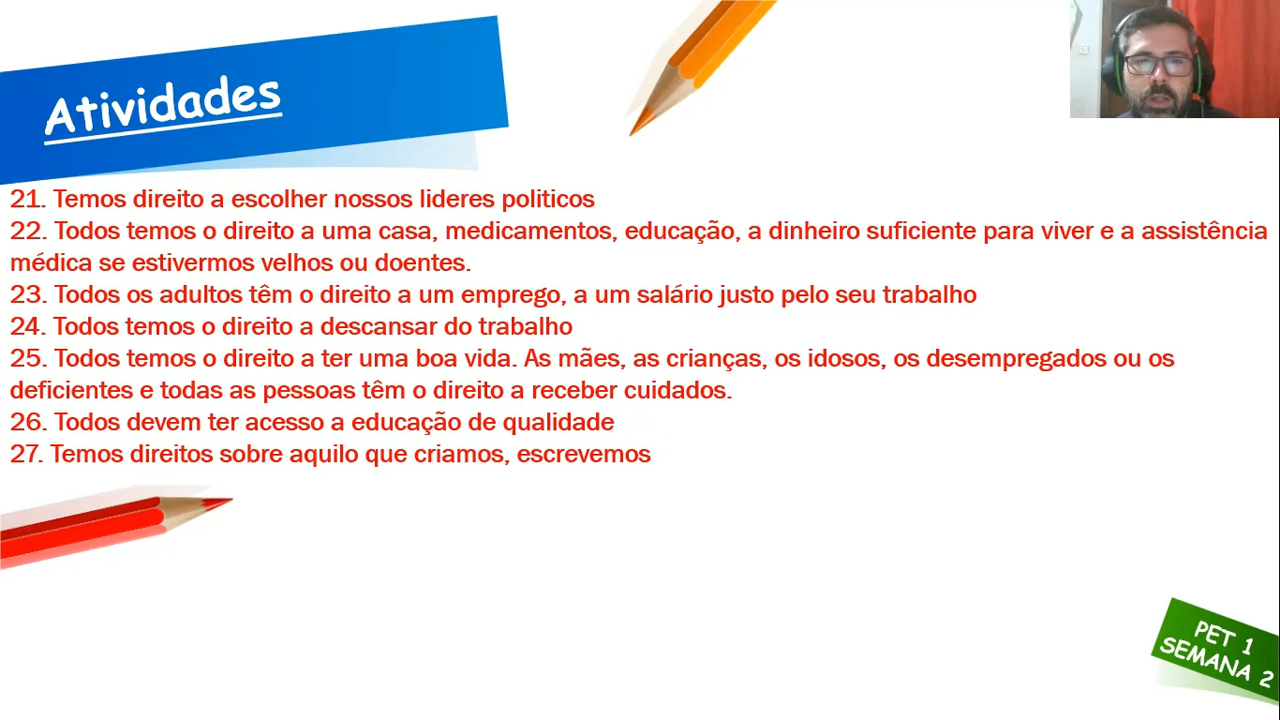 Atividades
21. Temos direito a escolher nossos lideres politicos
22. Todos temos o direito a uma casa, medicamentos, educação, a dinheiro suficiente para viver e a assistência
médica se estivermos velhos ou doentes.
23. Todos os adultos têm o direito a um emprego, a um salário justo pelo seu trabalho
24. Todos temos o direito a descansar do trabalho
25. Todos temos o direito a ter uma boa vida. As mães, as crianças, os idosos, os desempregados ou os
deficientes e todas as pessoas têm o direito a receber cuidados.
26. Todos devem ter acesso a educação de qualidade
27. Temos direitos sobre aquilo que criamos, escrevemos
PET 1
SEMANA 2